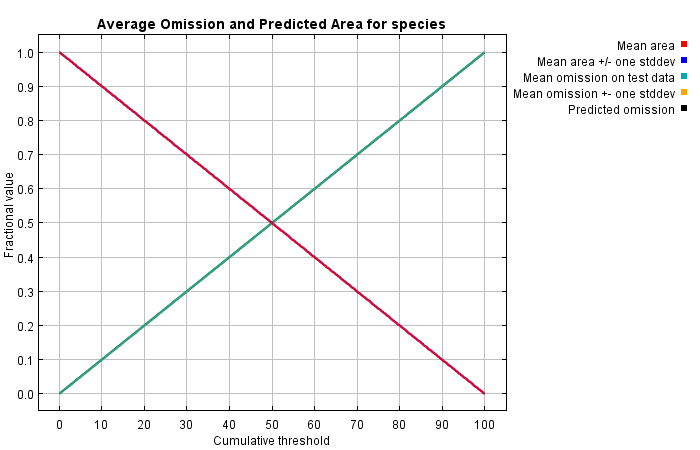 Average Omission and Predicted Area for species
Mean area
Mean area +/- one stddev
Mean omission on test data
Mean omission +- one stddev
Predicted omission
Fractional value
1.0
0.9
0.8
0.7
0.6
0.5
0.4
0.3
0.2
0.1
0.0
0 10 20 30 40 50 60 70 80 90 100
Cumulative threshold